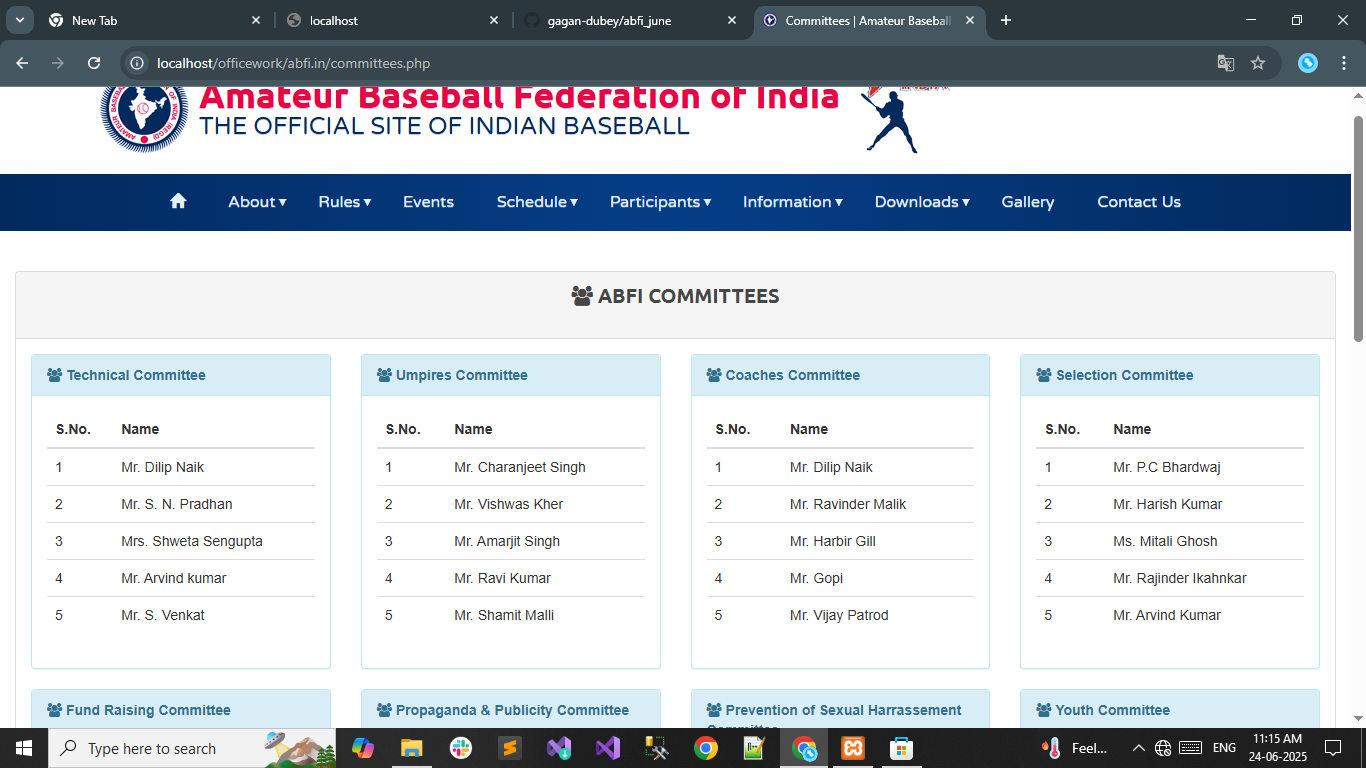 New Tab
localhost
gagan-dubey/abfi_june
Committees | Amateur Baseball
localhost/officework/abfi.in/committees.php
Amateur Baseball Federation of India
THE OFFICIAL SITE OF INDIAN BASEBALL
About ▾ Rules ▾ Events Schedule ▾ Participants ▾ Information ▾ Downloads ▾ Gallery Contact Us
ABFI COMMITTEES
Technical Committee
S.No. Name
1 Mr. Dilip Naik
2 Mr. S. N. Pradhan
3 Mrs. Shweta Sengupta
4 Mr. Arvind kumar
5 Mr. S. Venkat
Umpires Committee
S.No. Name
1 Mr. Charanjeet Singh
2 Mr. Vishwas Kher
3 Mr. Amarjit Singh
4 Mr. Ravi Kumar
5 Mr. Shamit Malli
Coaches Committee
S.No. Name
1 Mr. Dilip Naik
2 Mr. Ravinder Malik
3 Mr. Harbir Gill
4 Mr. Gopi
5 Mr. Vijay Patrod
Selection Committee
S.No. Name
1 Mr. P.C Bhardwaj
2 Mr. Harish Kumar
3 Ms. Mitali Ghosh
4 Mr. Rajinder Ikahnkar
5 Mr. Arvind Kumar
Fund Raising Committee
Propaganda & Publicity Committee
Prevention of Sexual Harrassement
Committee
Youth Committee
Type here to search
Feel...
ENG
11:15 AM
24-06-2025